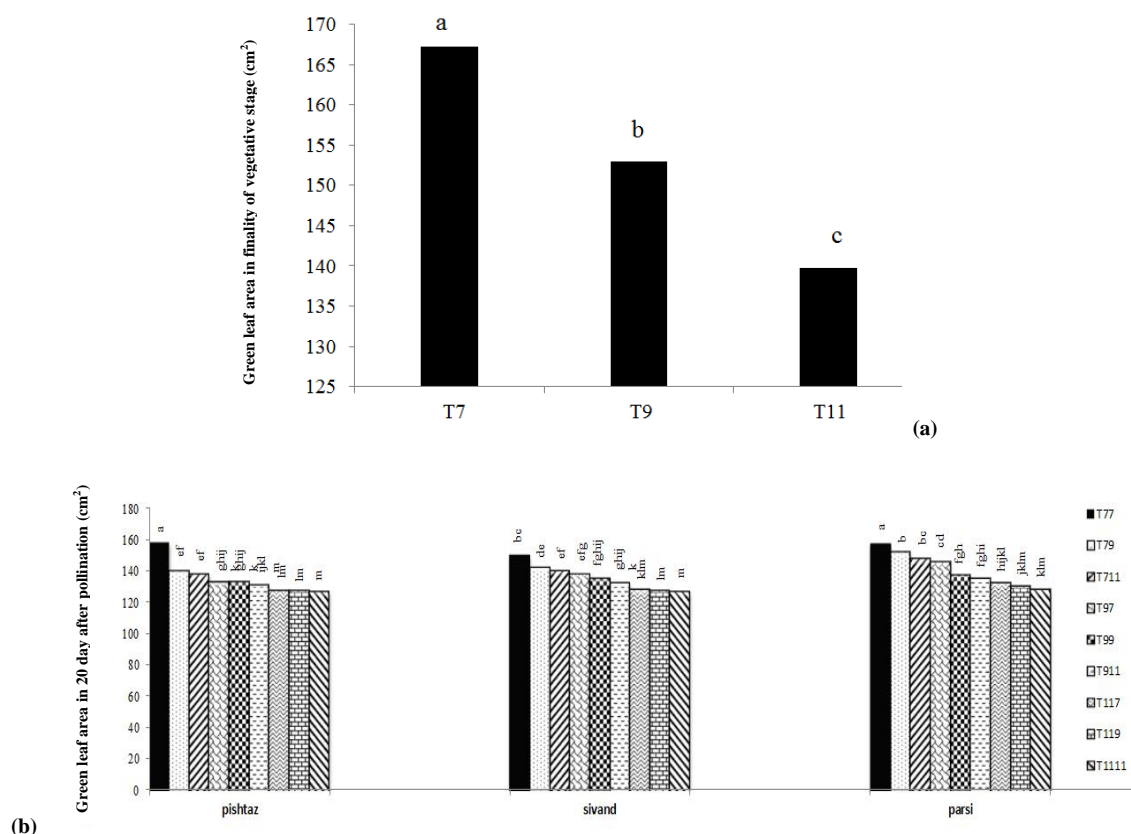 Green leaf area in finality of vegetative stage (cm²)
170
165
160
155
150
145
140
135
130
125
a
b
c
T7
T9
T11
(a)
Green leaf area in 20 day after pollination (cm²)
180
160
140
120
100
80
60
40
20
0
a
ef
ef
ghij
k
ghij
k
ijkl
m
lm
lm
m
bc
de
ef
efg
fghij
ghij
k
klm
lm
m
a
b
bc
cd
fgh
fghi
hijkl
jklm
klm
pishtaz
sivand
parsi
T77
T79
T711
T97
T99
T911
T117
T119
T1111
(b)